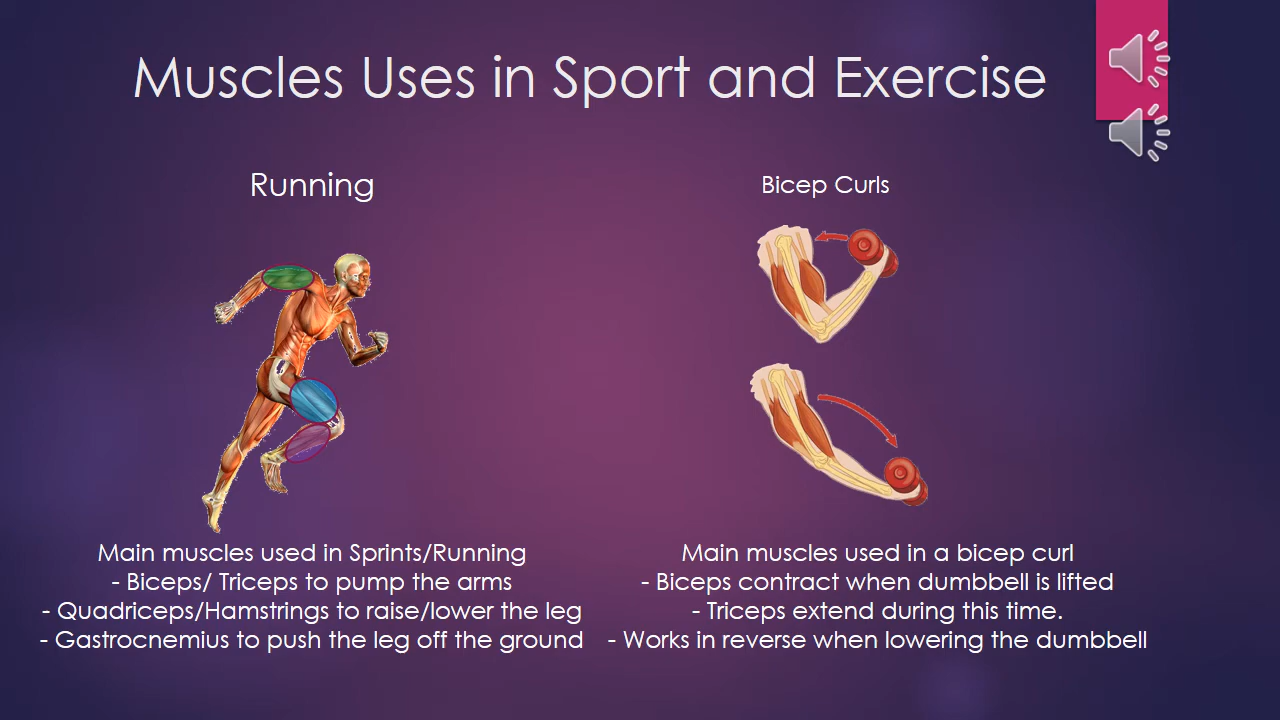 Muscles Uses in Sport and Exercise
Running
Main muscles used in Sprints/Running
- Biceps/ Triceps to pump the arms
- Quadriceps/Hamstrings to raise/lower the leg
- Gastrocnemius to push the leg off the ground
Bicep Curls
Main muscles used in a bicep curl
- Biceps contract when dumbbell is lifted
- Triceps extend during this time.
- Works in reverse when lowering the dumbbell